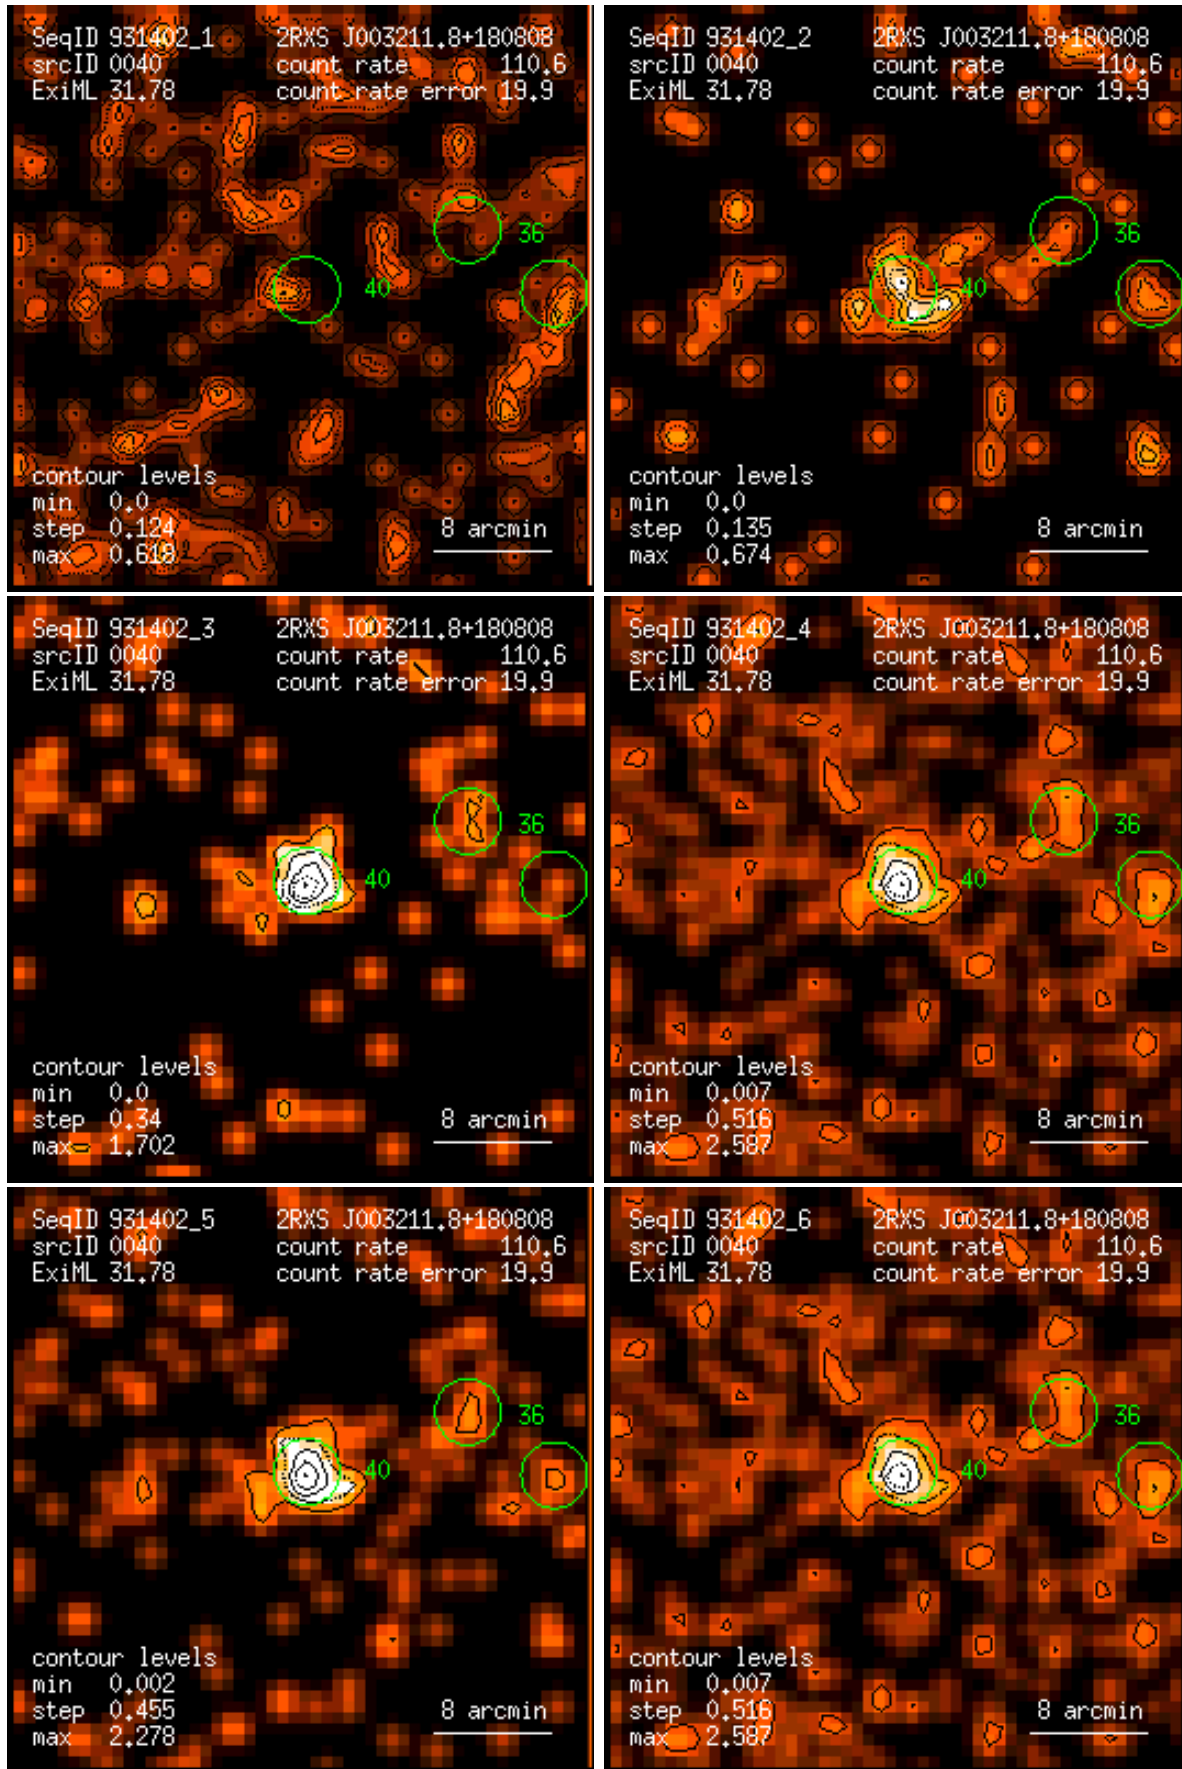 SeqID 931402_1 2RXS J003211.8+180808
srcID 0040 count rate 110.6
ExiML 31.78 count rate error 19.9
36
40
contour levels
min 0.0
step 0.124
max 0.618
8 arcmin
SeqID 931402_2 2RXS J003211.8+180808
srcID 0040 count rate 110.6
ExiML 31.78 count rate error 19.9
36
40
contour levels
min 0.0
step 0.135
max 0.674
8 arcmin
SeqID 931402_3 2RXS J003211.8+180808
srcID 0040 count rate 110.6
ExiML 31.78 count rate error 19.9
36
40
contour levels
min 0.0
step 0.34
max 1.702
8 arcmin
SeqID 931402_4 2RXS J003211.8+180808
srcID 0040 count rate 110.6
ExiML 31.78 count rate error 19.9
36
40
contour levels
min 0.007
step 0.516
max 2.587
8 arcmin
SeqID 931402_5 2RXS J003211.8+180808
srcID 0040 count rate 110.6
ExiML 31.78 count rate error 19.9
36
40
contour levels
min 0.002
step 0.455
max 2.278
8 arcmin
SeqID 931402_6 2RXS J003211.8+180808
srcID 0040 count rate 110.6
ExiML 31.78 count rate error 19.9
36
40
contour levels
min 0.007
step 0.516
max 2.587
8 arcmin